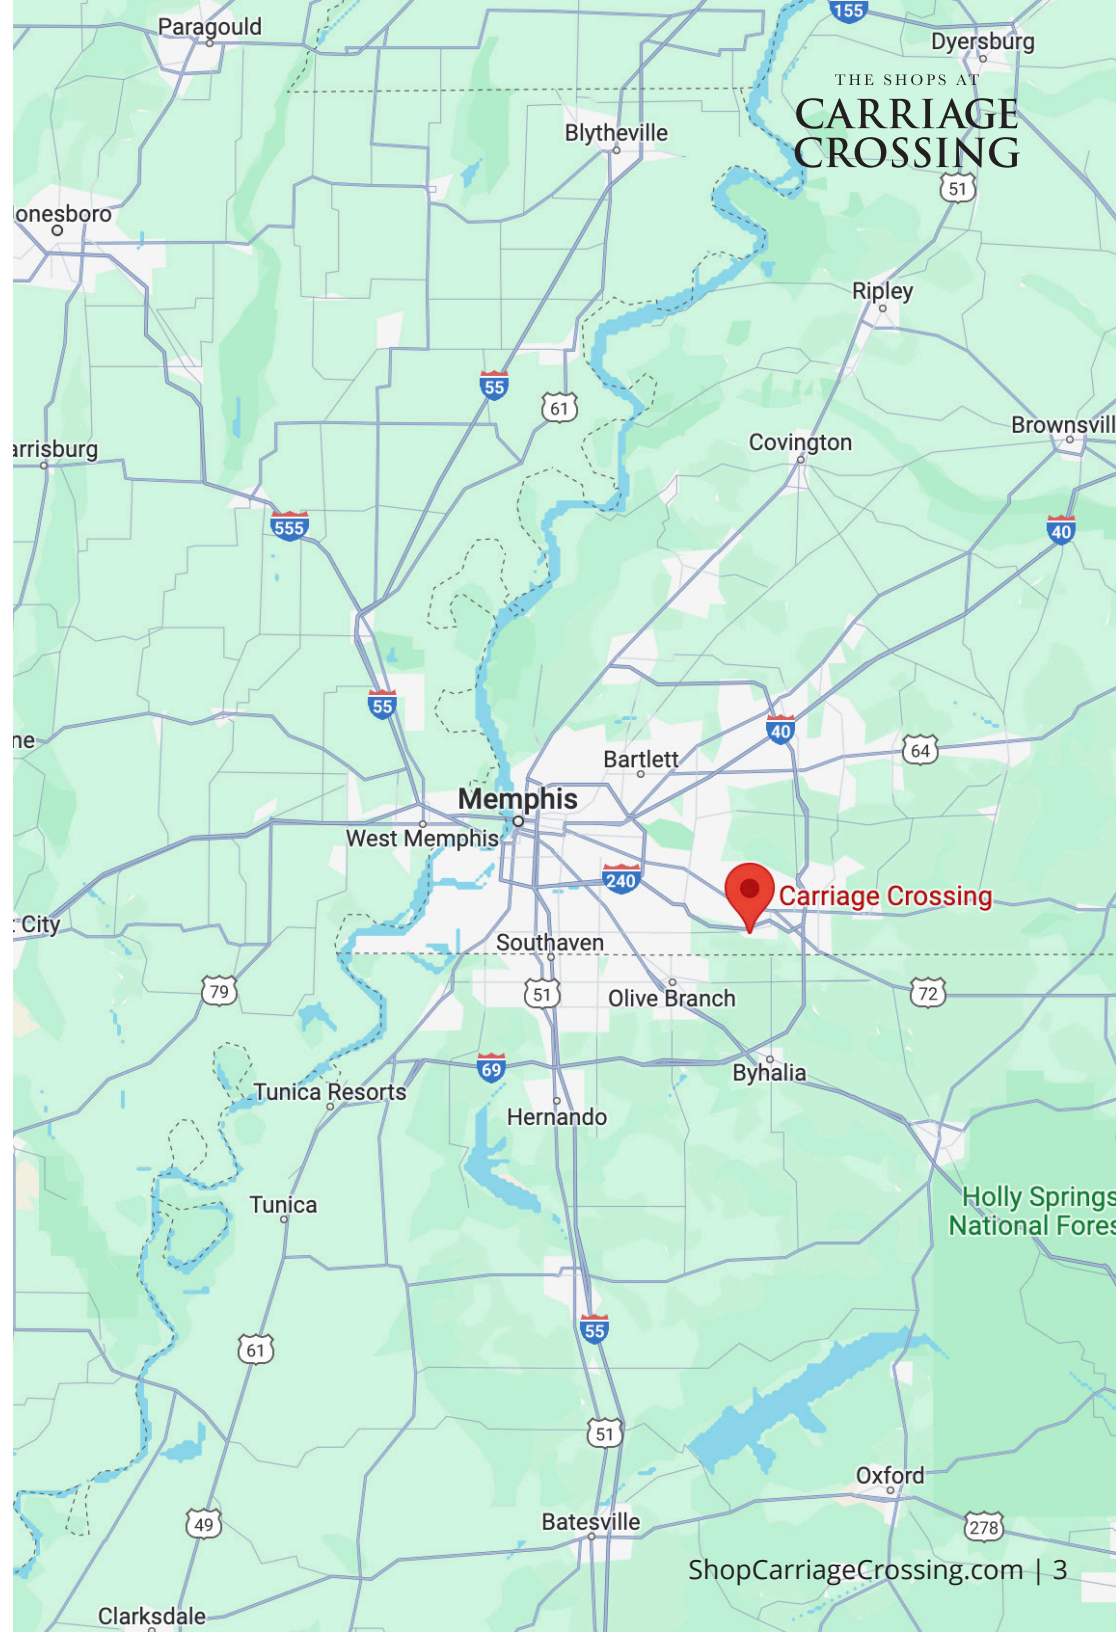 155
Paragould
Dyersburg
THE SHOPS AT
CARRIAGE
CROSSING
Blytheville
51
onesboro
Ripley
55
61
Brownsvill
Covington
arrisburg
555
40
55
40
ne
64
Bartlett
Memphis
West Memphis
240
Carriage Crossing
t City
Southaven
79
51
Olive Branch
72
69
Byhalia
Tunica Resorts
Hernando
Tunica
Holly Springs
National Fores
55
61
51
Oxford
49
Batesville
278
ShopCarriageCrossing.com | 3
Clarksdale